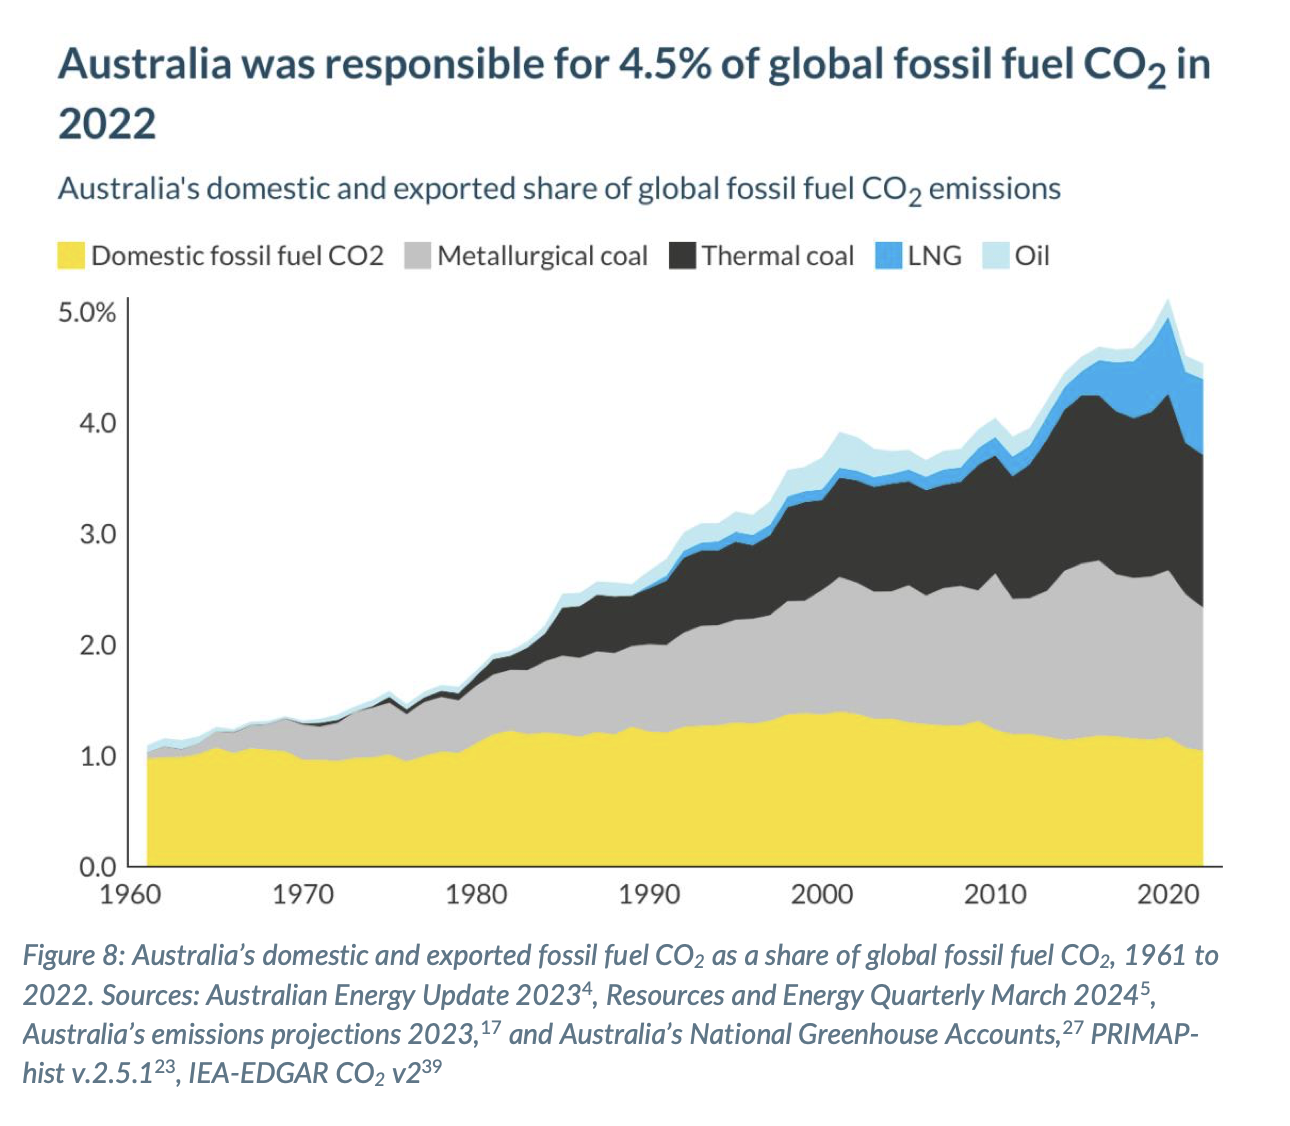 Australia was responsible for 4.5% of global fossil fuel CO₂ in
2022
Australia's domestic and exported share of global fossil fuel CO₂ emissions
Domestic fossil fuel CO2 Metallurgical coal Thermal coal LNG Oil
5.0%
4.0
3.0
2.0
1.0
0.0
1960 1970 1980 1990 2000 2010 2020
Figure 8: Australia’s domestic and exported fossil fuel CO₂ as a share of global fossil fuel CO₂, 1961 to
2022. Sources: Australian Energy Update 2023⁴, Resources and Energy Quarterly March 2024⁵,
Australia’s emissions projections 2023,¹⁷ and Australia’s National Greenhouse Accounts,²⁷ PRIMAP-
hist v.2.5.1²³, IEA-EDGAR CO₂ v2³⁹